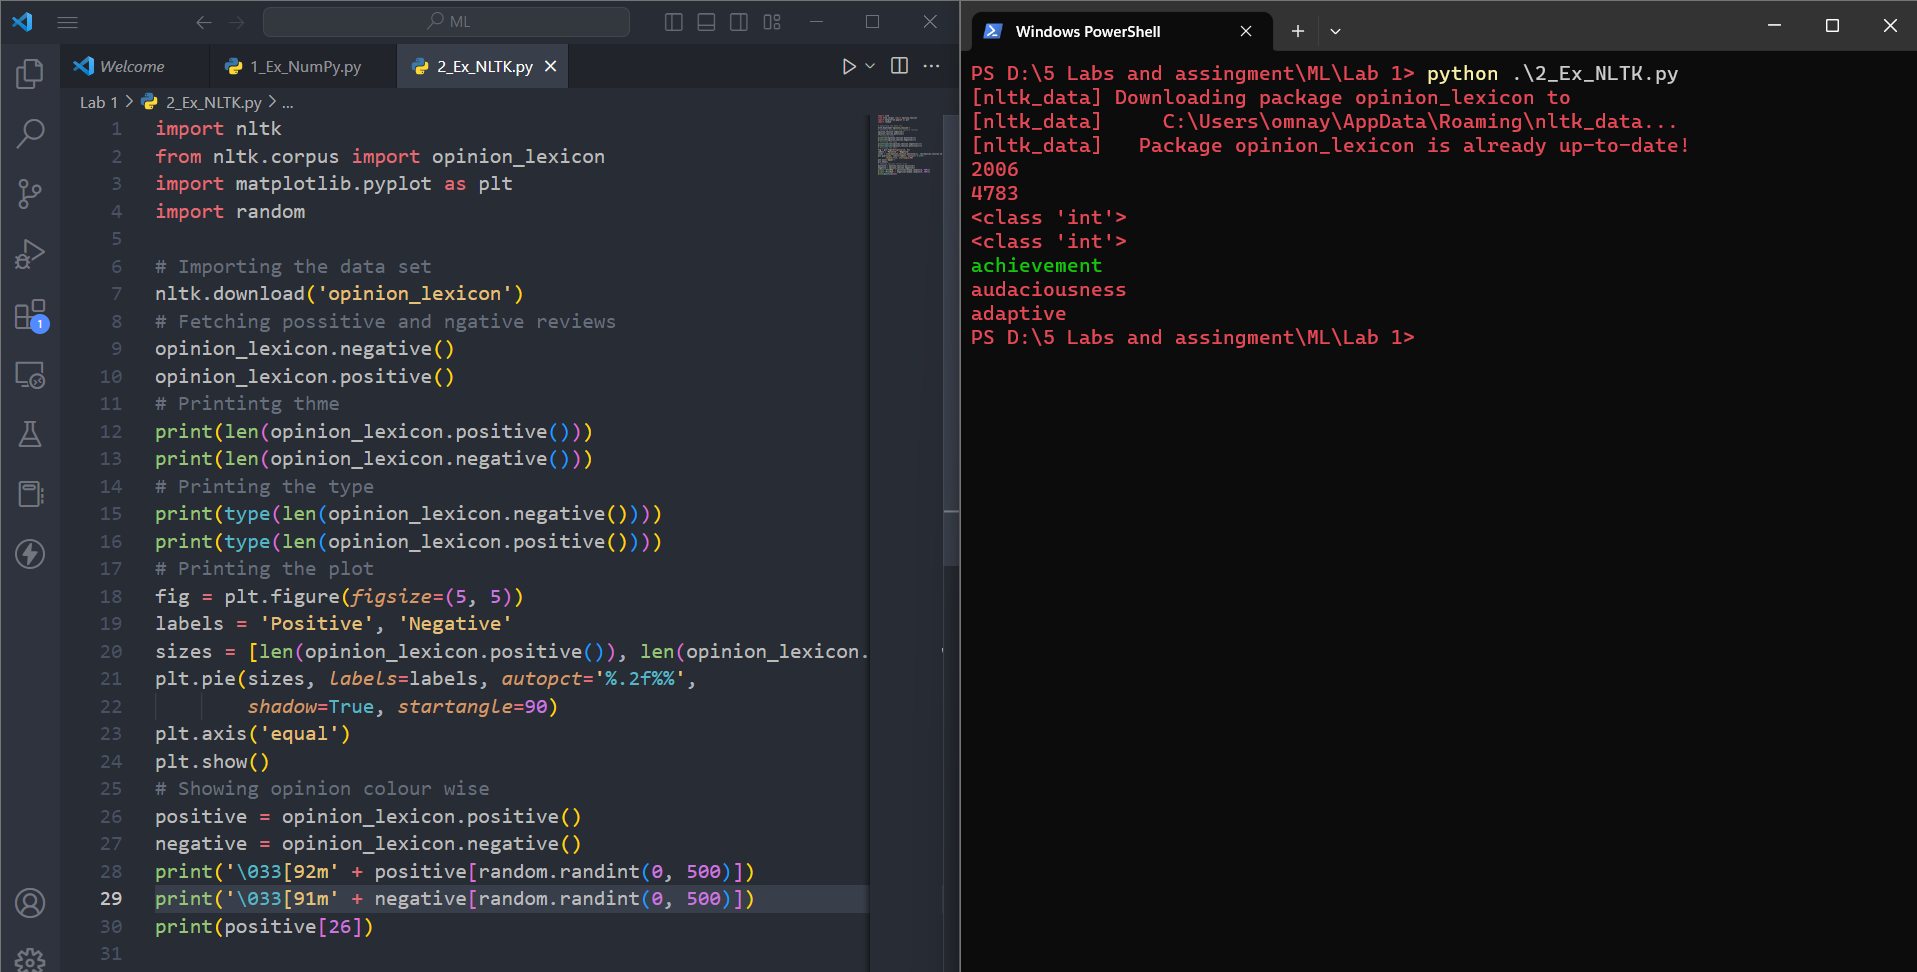 ML
Welcome
1_Ex_NumPy.py
2_Ex_NLTK.py
Lab 1 > 2_Ex_NLTK.py > ...
1 import nltk
2 from nltk.corpus import opinion_lexicon
3 import matplotlib.pyplot as plt
4 import random
5
6 # Importing the data set
7 nltk.download('opinion_lexicon')
8 # Fetching possitive and ngative reviews
9 opinion_lexicon.negative()
10 opinion_lexicon.positive()
11 # Printintg thme
12 print(len(opinion_lexicon.positive()))
13 print(len(opinion_lexicon.negative()))
14 # Printing the type
15 print(type(len(opinion_lexicon.negative())))
16 print(type(len(opinion_lexicon.positive())))
17 # Printing the plot
18 fig = plt.figure(figsize=(5, 5))
19 labels = 'Positive', 'Negative'
20 sizes = [len(opinion_lexicon.positive()), len(opinion_lexicon.
21 plt.pie(sizes, labels=labels, autopct='%.2f%%',
22         shadow=True, startangle=90)
23 plt.axis('equal')
24 plt.show()
25 # Showing opinion colour wise
26 positive = opinion_lexicon.positive()
27 negative = opinion_lexicon.negative()
28 print('\033[92m' + positive[random.randint(0, 500)])
29 print('\033[91m' + negative[random.randint(0, 500)])
30 print(positive[26])
31
1
Windows PowerShell
PS D:\5 Labs and assingment\ML\Lab 1> python .\2_Ex_NLTK.py
[nltk_data] Downloading package opinion_lexicon to
[nltk_data]     C:\Users\omnay\AppData\Roaming\nltk_data...
[nltk_data]   Package opinion_lexicon is already up-to-date!
2006
4783
<class 'int'>
<class 'int'>
achievement
audaciousness
adaptive
PS D:\5 Labs and assingment\ML\Lab 1>